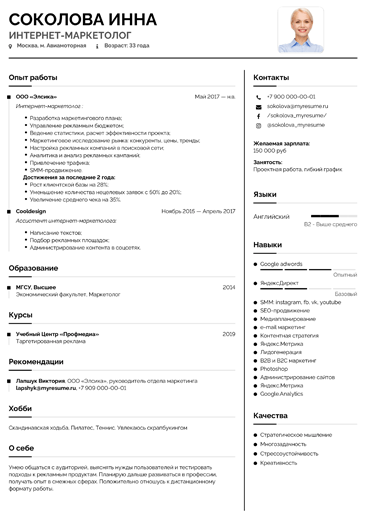 СОКОЛОВА ИННА
ИНТЕРНЕТ-МАРКЕТОЛОГ
Москва, м. Авиамоторная Возраст: 33 года
Опыт работы
ООО «Элсика» Май 2017 — н.в.
Интернет-маркетолог:
Разработка маркетингового плана;
Управление рекламным бюджетом;
Ведение статистики, расчет эффективности проекта;
Маркетинговое исследование рынка: конкуренты, цены, тренды;
Настройка рекламных компаний в поисковой сети;
Аналитика и анализ рекламных кампаний;
Привлечение трафика;
SMM-продвижение.
Достижения за последние 2 года:
Рост клиентской базы на 28%;
Уменьшение количества нецелевых заявок с 50% до 20%;
Увеличение среднего чека на 35%.
Cooldesign Ноябрь 2015 — Апрель 2017
Ассистент интернет-маркетолога:
Написание текстов;
Подбор рекламных площадок;
Администрирование контента в соцсетях.
Образование
МГСУ, Высшее 2014
Экономический факультет, Маркетолог
Курсы
Учебный Центр «Профмедиа» 2019
Таргетированная реклама
Рекомендации
Лапшук Виктория, ООО «Элсика», руководитель отдела маркетинга
lapshyk@myresume.ru, +7 909 000-00-01
Хобби
Скандинавская ходьба, Пилатес, Теннис. Увлекаюсь скрапбукингом.
О себе
Умею общаться с аудиторией, выяснять нужды пользователей и тестировать
подходы к рекламным продуктам. Планирую дальше развиваться в профессии,
получать опыт в смежных сферах. Положительно отношусь к дистанционному
формату работы.
Контакты
+7 900 000-00-01
sokolova@myresume.ru
/sokolova_myresume/
@sokolova_myresume
Желаемая зарплата:
150 000 руб
Занятость:
Проектная работа, гибкий график
Языки
Английский
B2 - Выше среднего
Навыки
Google adwords
Опытный
Яндекс.Директ
Базовый
SMM: instagram, fb, vk, youtube
SEO-продвижение
Медиапланирование
e-mail маркетинг
Контентная стратегия
Яндекс.Метрика
Лидогенерация
B2B и B2C маркетинг
Photoshop
Администрирование сайтов
Яндекс.Метрика
Google.Analytics
Качества
Стратегическое мышление
Многозадачность
Стрессоустойчивость
Креативность